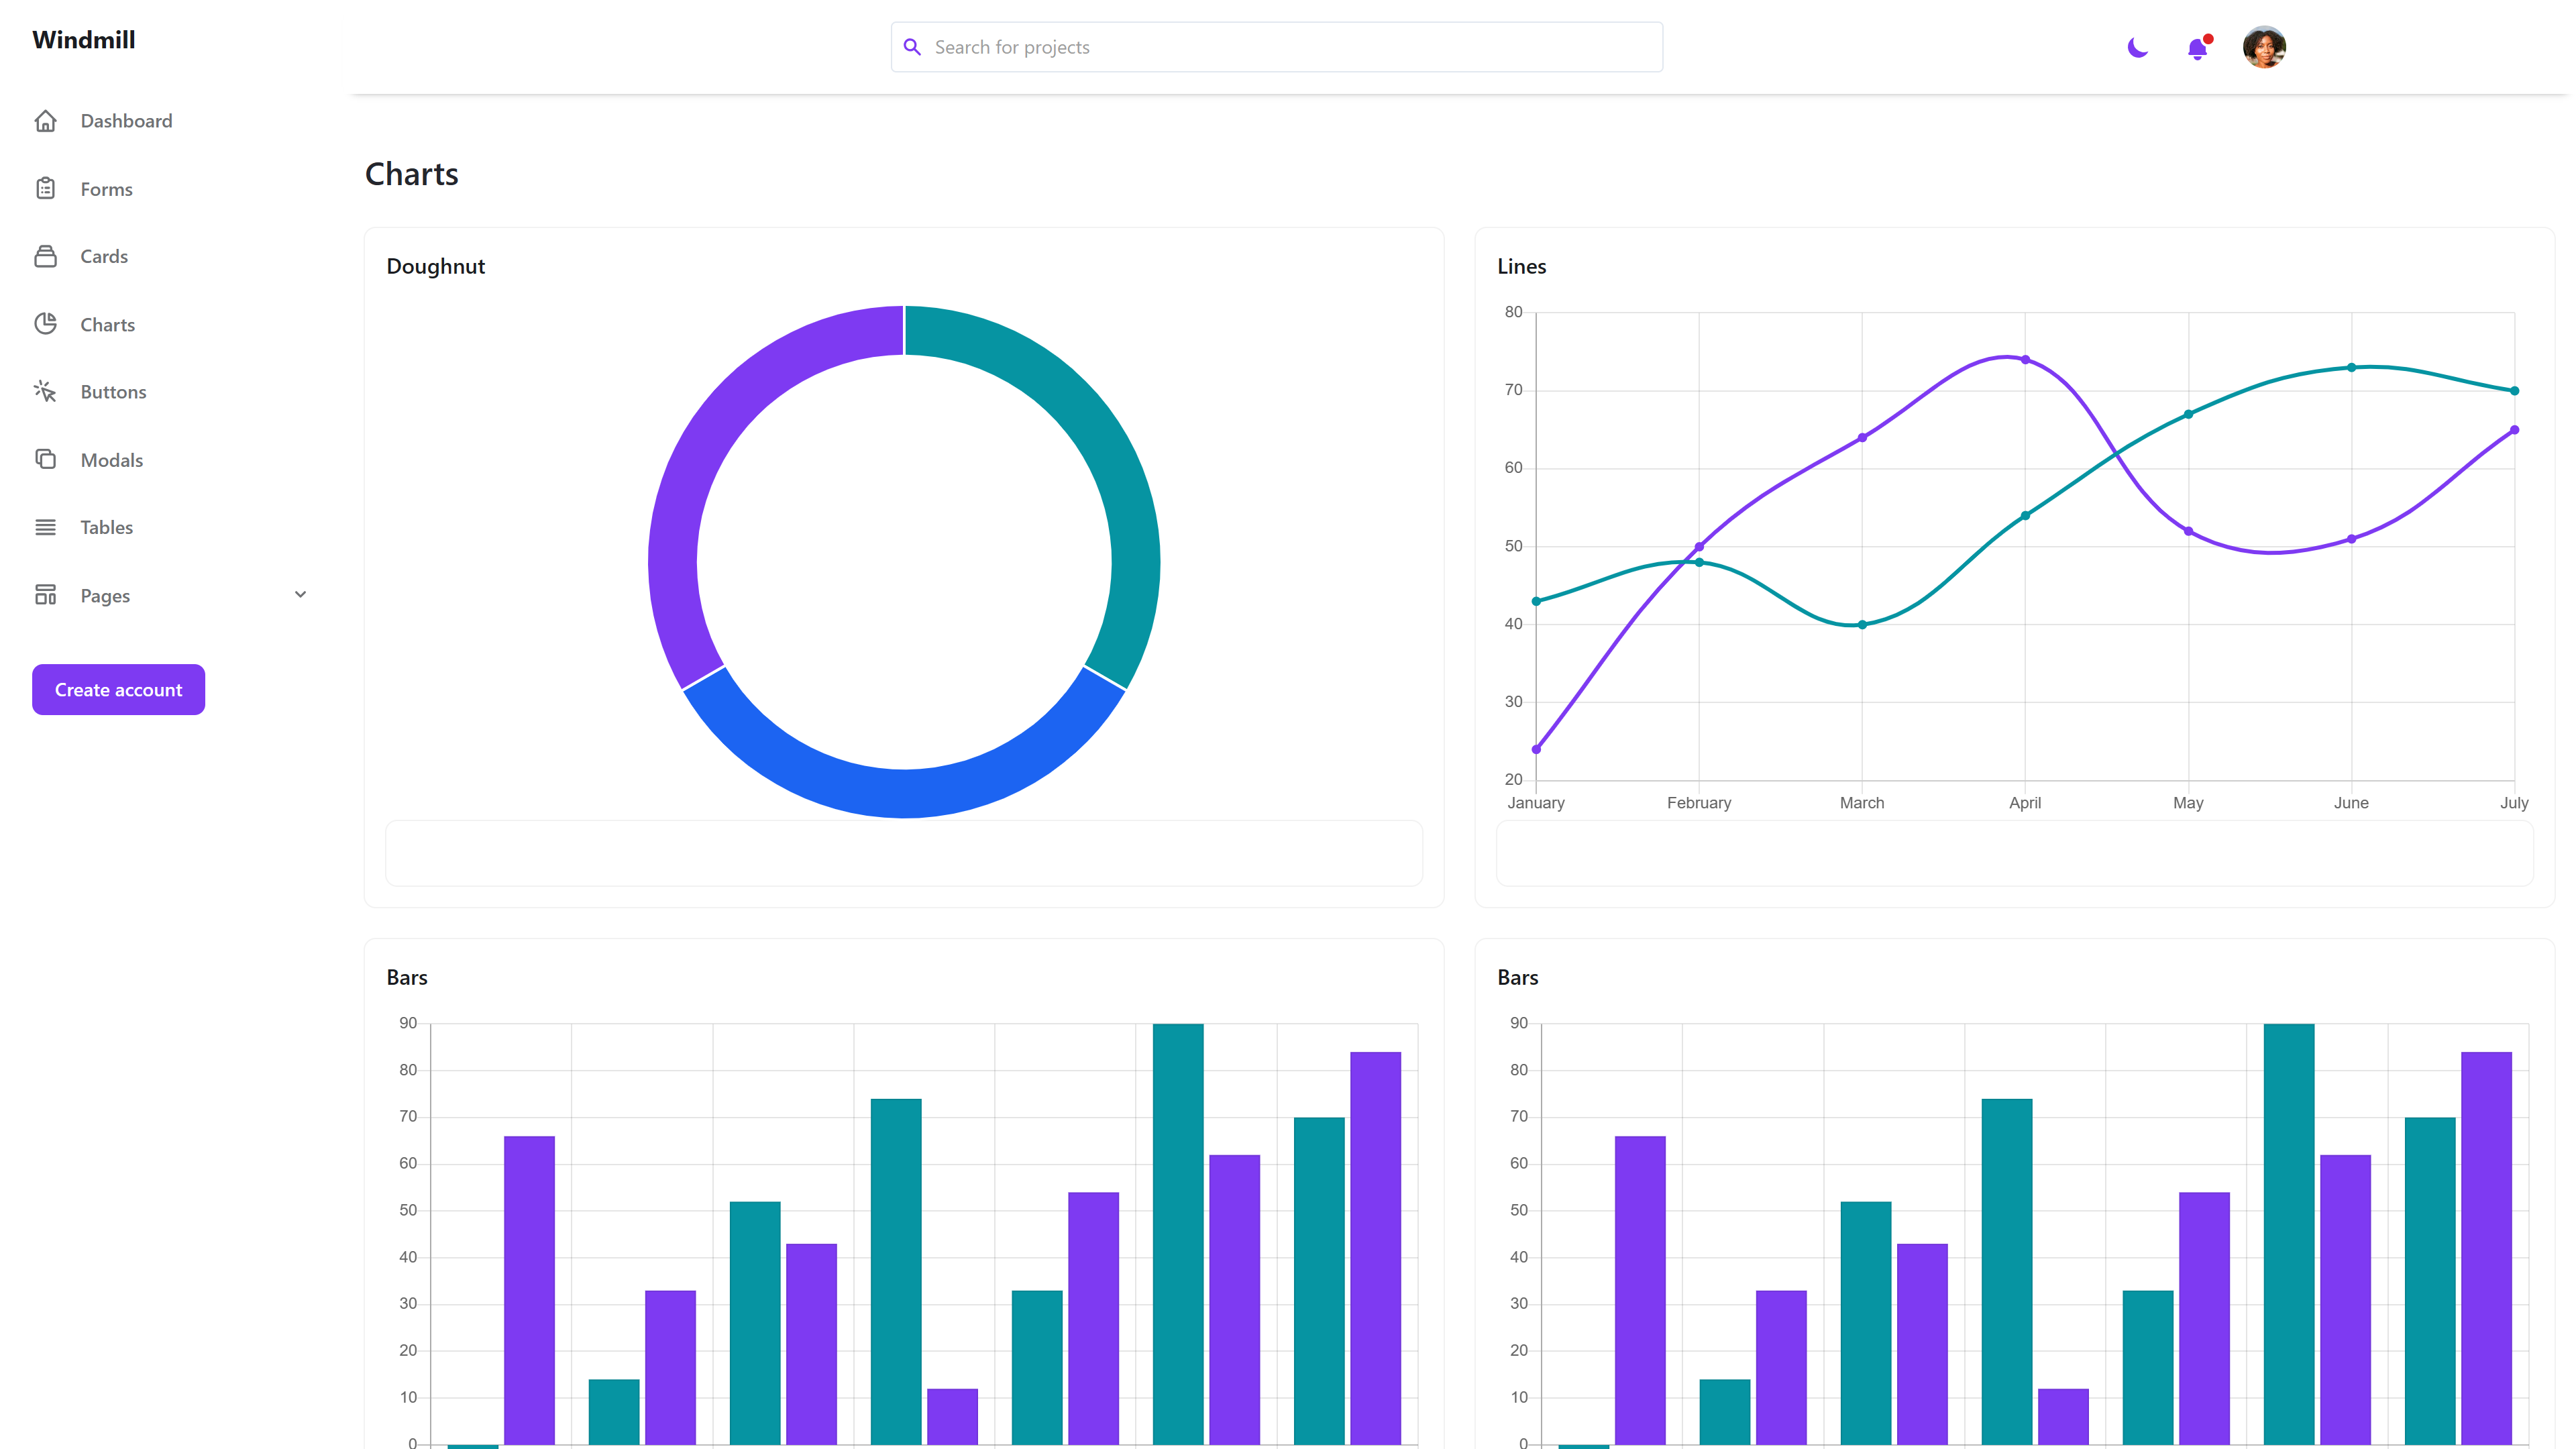 Windmill
Search for projects
Dashboard
Forms
Cards
Charts
Buttons
Modals
Tables
Pages
Create account
Charts
Doughnut
Lines
80
70
60
50
40
30
20
January February March April May June July
Bars
90
80
70
60
50
40
30
20
10
0
Bars
90
80
70
60
50
40
30
20
10
0